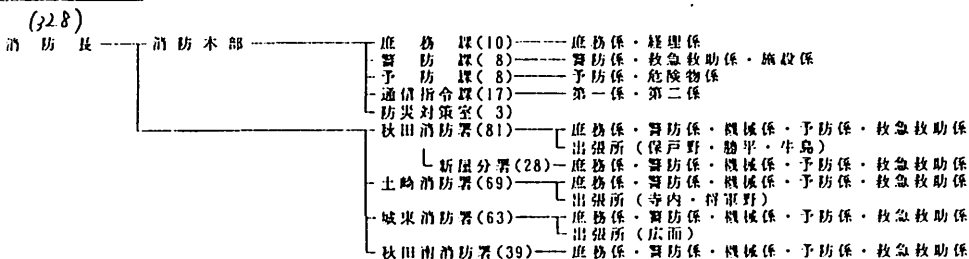 (328)
消防長 消防本部 庶務課(10) 庶務係・経理係
警防課(8) 警防係・救急救助係・施設係
予防課(8) 予防係・危険物係
通信指令課(17) 第一係・第二係
防災対策室(3)
秋田消防署(81) 庶務係・警防係・機械係・予防係・救急救助係
出張所(保戸野・勝平・牛島)
新屋分署(28) 庶務係・警防係・機械係・予防係・救急救助係
土崎消防署(69) 庶務係・警防係・機械係・予防係・救急救助係
出張所(寺内・将軍野)
城東消防署(63) 庶務係・警防係・機械係・予防係・救急救助係
出張所(広面)
秋田南消防署(39) 庶務係・警防係・機械係・予防係・救急救助係